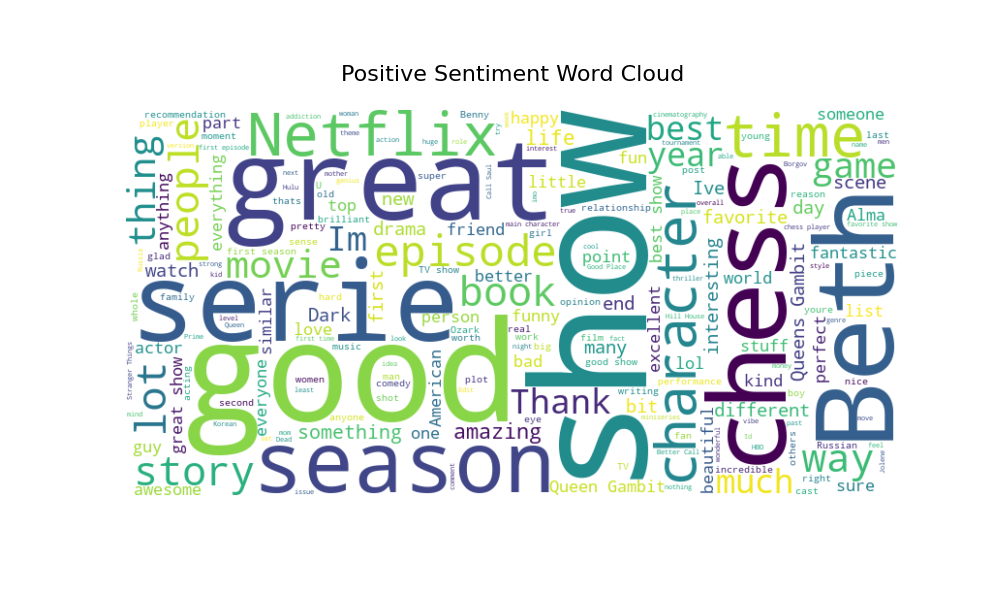 Positive Sentiment Word Cloud
recommendation
addiction
woman
Benny
happy
cinematography
someone
player
part
Netflix
try
best
tournament
young
time
name
last
men
version
moment
theme
action
huge
role
life
year
able
game
first episode
people
thing
great
interest
fun
post
Borgov
scene
everything
next
mother
super
Call Saul
imo
little
Ive
overall
reason
anything
Hulu
genius
U
old
new
true
relationship
best show
place
favorite
day
Alma
thats
top
main character
chess player
favorite show
pretty
brilliant
friend
girl
show
character
chess
Beth
glad
sense
Im
episode
cool
point
Good Place
interesting
style
fantastic
watch
strong
first season
TV show
better
thriller
world
piece
kid
movie
first
book
opinion
end
Hill House
youre
list
family
hard
serie
similar
Dark
person
Ozark
funny
excellent
Queens Gambit
genre
whole
level
Queen
love
worth
real
work
film
fact
many
stuff
perfect
Prime
first time
look
night
big
good show
lol
money
actor
music
idea
bad
nice
Stranger Things
great show
acting
good
women
man
comedy
plot
performance
kind
boy
lot
least
shot
American
writing
second
everyone
anyone
Thank
bit
miniseries
different
move
mind
Korean
eye
beautiful
vibe
past
guy
mom
Dead
something
one
amazing
fan
wonderful
id
HBO
others
Russian
feel
story
season
comment
TV
Better Call
incredible
way
Jolene
awesome
issue
Queen Gambit
nothing
much
right
cast
sure